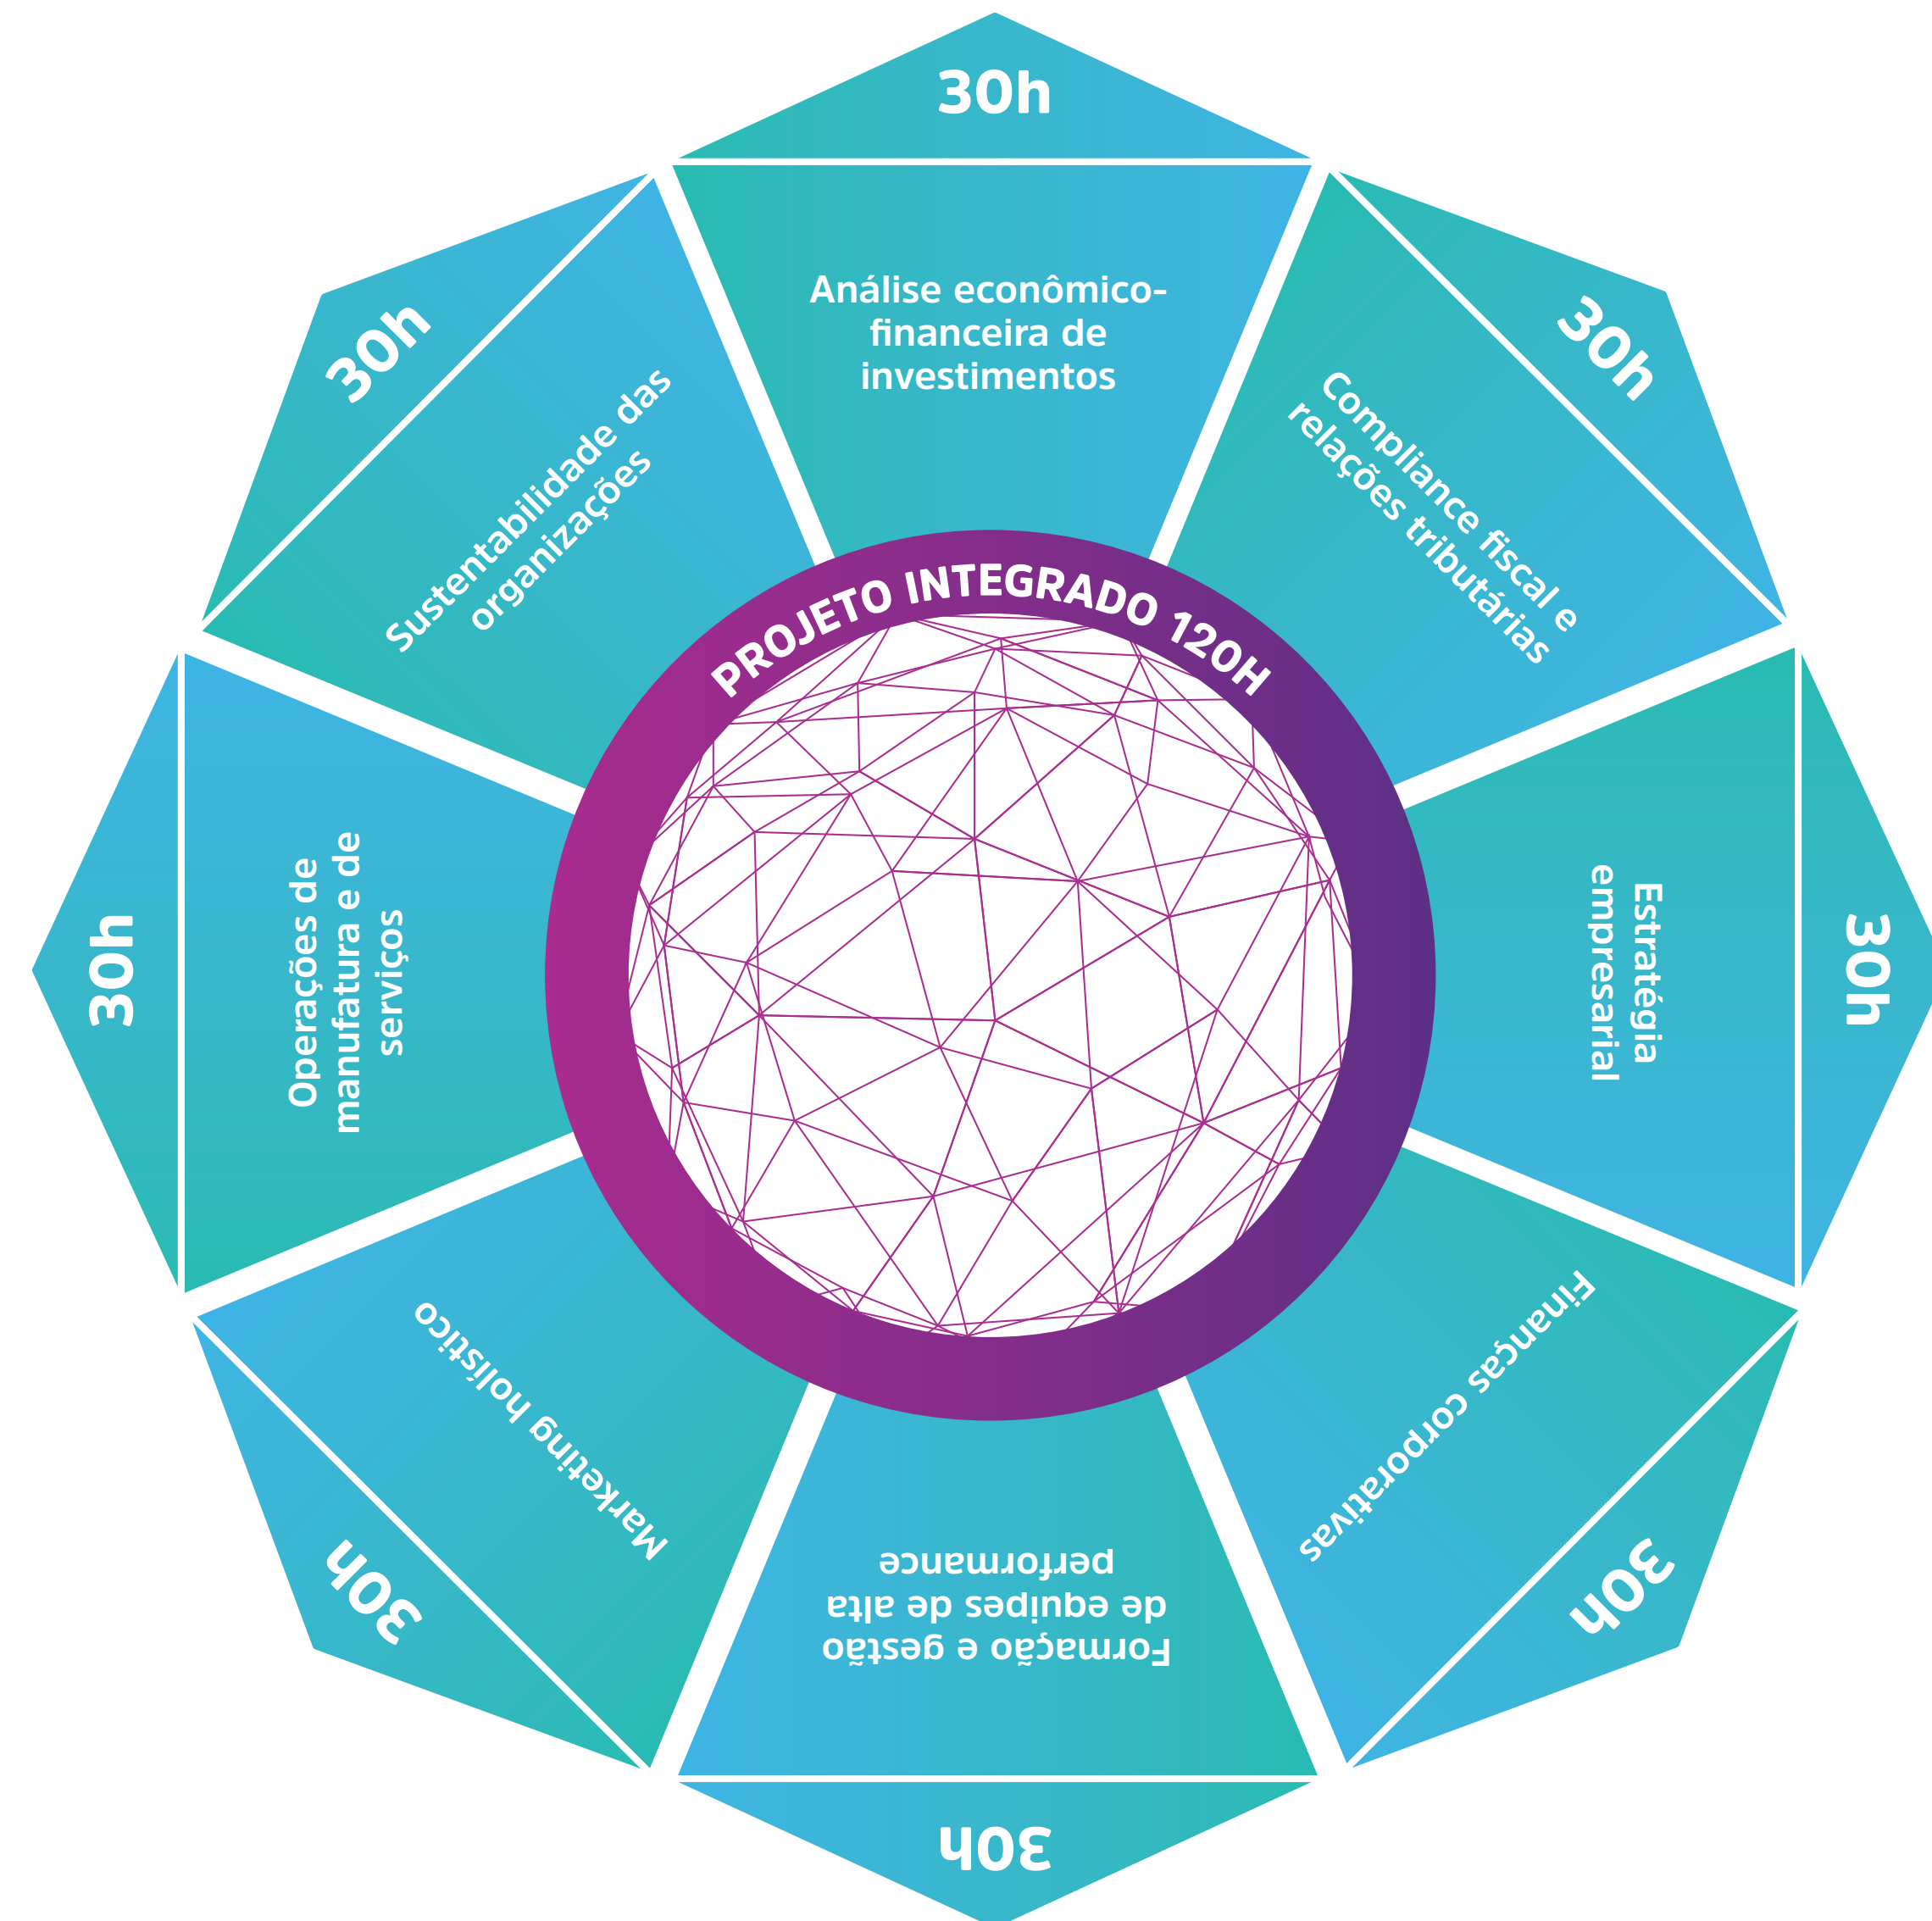 30h
Análise econômico-
financeira de
investimentos
30h
Compliance fiscal e
relações tributárias
30h
Estratégia
empresarial
30h
Finanças corporativas
30h
Formação e gestão
de equipes de alta
performance
30h
Marketing holístico
30h
Operações de
manufatura e de
serviços
30h
Sustentabilidade das
organizações
PROJETO INTEGRADO 120H